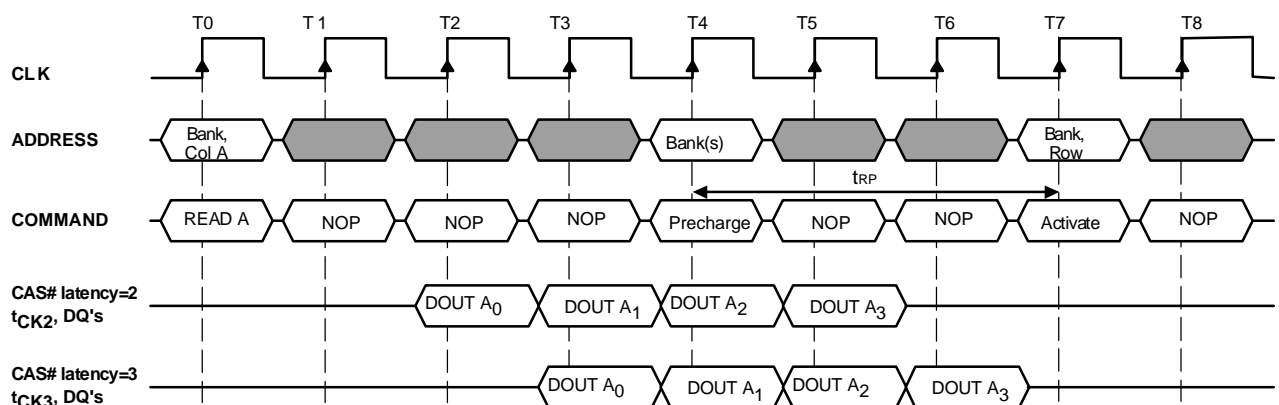 T0 T1 T2 T3 T4 T5 T6 T7 T8
CLK
ADDRESS Bank, Col A Bank(s) Bank, Row
tRP
COMMAND READ A NOP NOP NOP Precharge NOP NOP Activate NOP
CAS# latency=2
tCK2, DQ's DOUT A0 DOUT A1 DOUT A2 DOUT A3
CAS# latency=3
tCK3, DQ's DOUT A0 DOUT A1 DOUT A2 DOUT A3